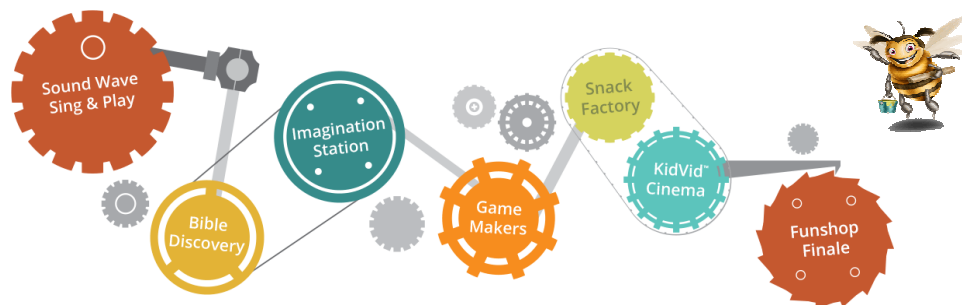 Sound Wave
Sing & Play
Bible
Discovery
Imagination
Station
Game
Makers
Snack
Factory
KidVid™
Cinema
Funshop
Finale